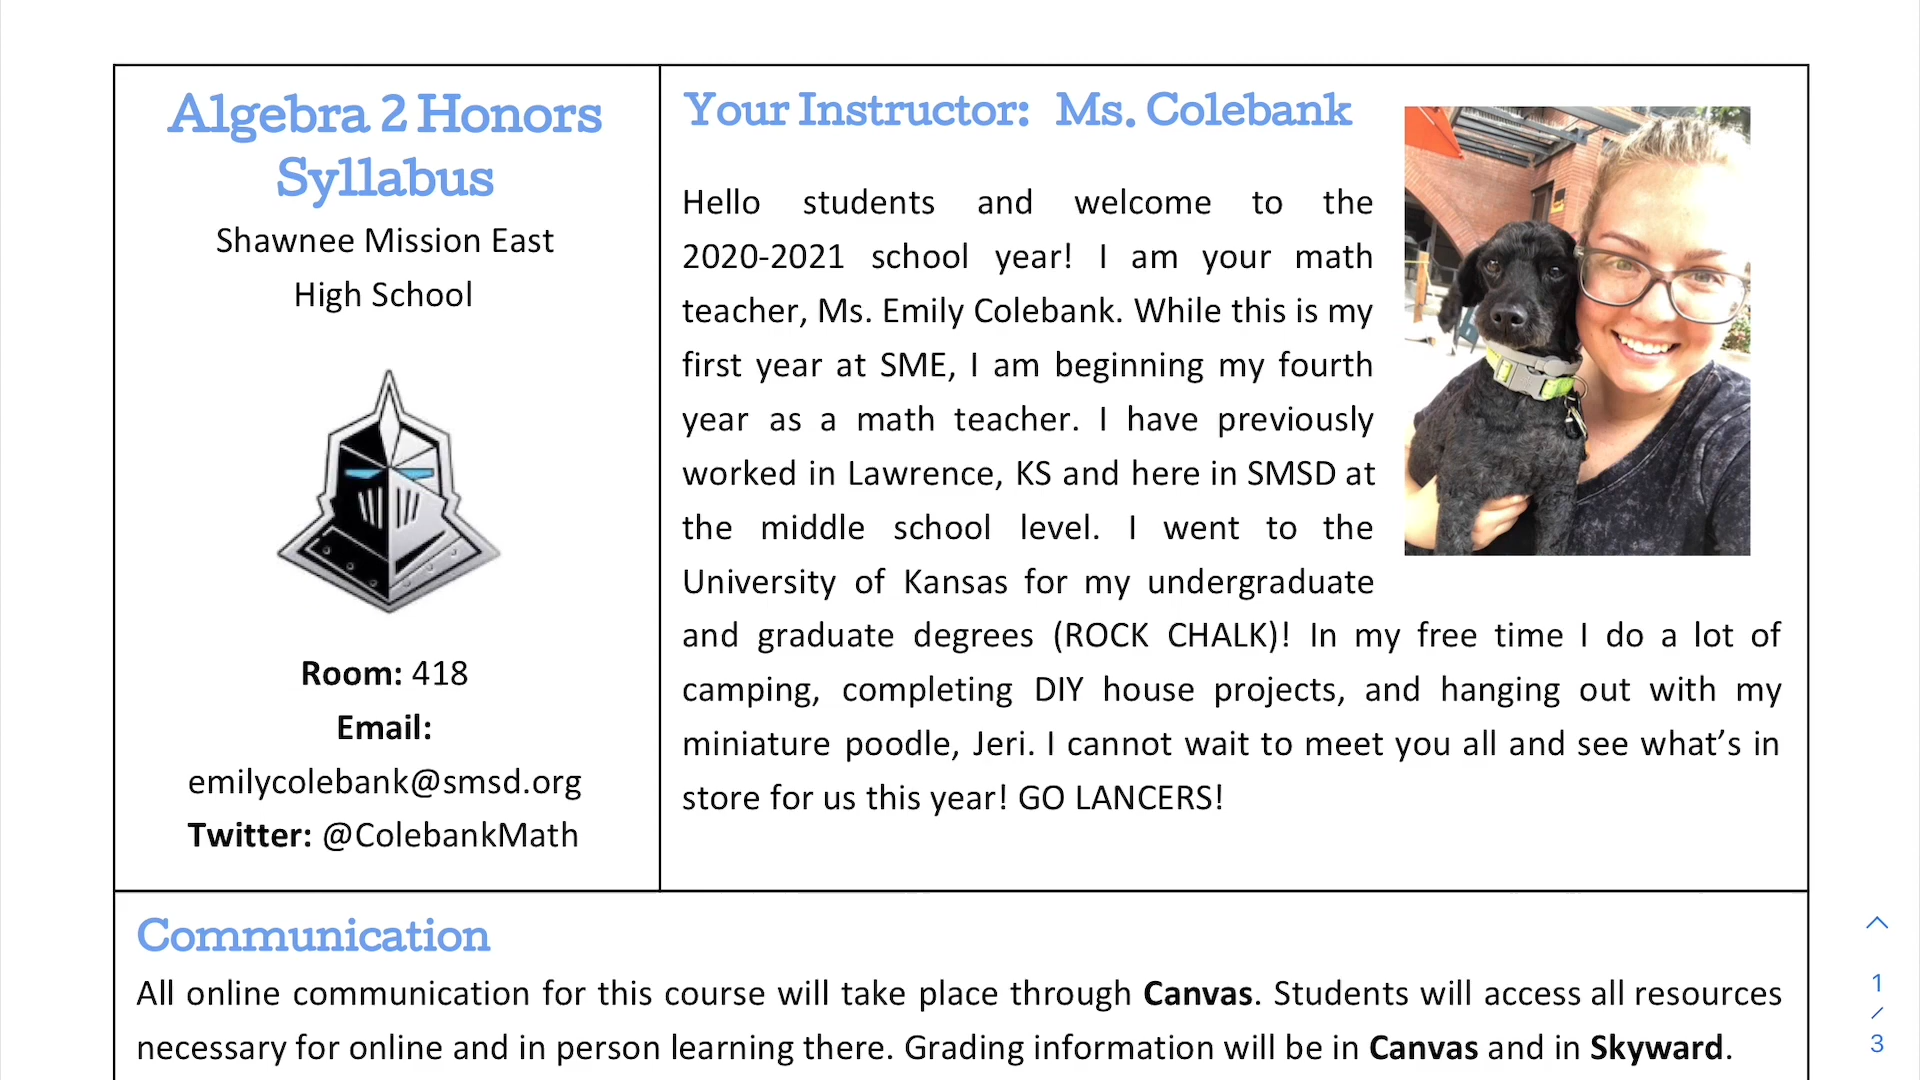 Algebra 2 Honors
Syllabus
Shawnee Mission East
High School
Room: 418
Email:
emilycolebank@smsd.org
Twitter: @ColebankMath
Your Instructor: Ms. Colebank
Hello students and welcome to the
2020-2021 school year! I am your math
teacher, Ms. Emily Colebank. While this is my
first year at SME, I am beginning my fourth
year as a math teacher. I have previously
worked in Lawrence, KS and here in SMSD at
the middle school level. I went to the
University of Kansas for my undergraduate
and graduate degrees (ROCK CHALK)! In my free time I do a lot of
camping, completing DIY house projects, and hanging out with my
miniature poodle, Jeri. I cannot wait to meet you all and see what’s in
store for us this year! GO LANCERS!
Communication
All online communication for this course will take place through Canvas. Students will access all resources
necessary for online and in person learning there. Grading information will be in Canvas and in Skyward.
1
/
3